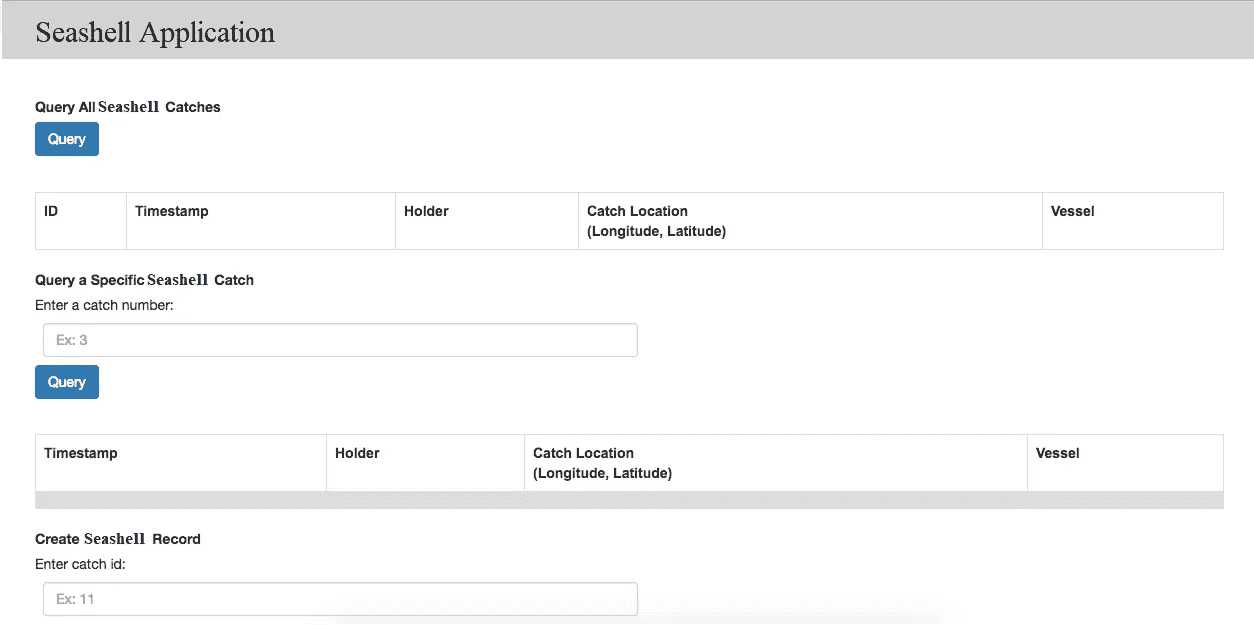 Seashell Application
Query All Seashell Catches
Query
ID Timestamp Holder Catch Location Vessel
(Longitude, Latitude)
Query a Specific Seashell Catch
Enter a catch number:
Ex: 3
Query
Timestamp Holder Catch Location Vessel
(Longitude, Latitude)
Create Seashell Record
Enter catch id:
Ex: 11